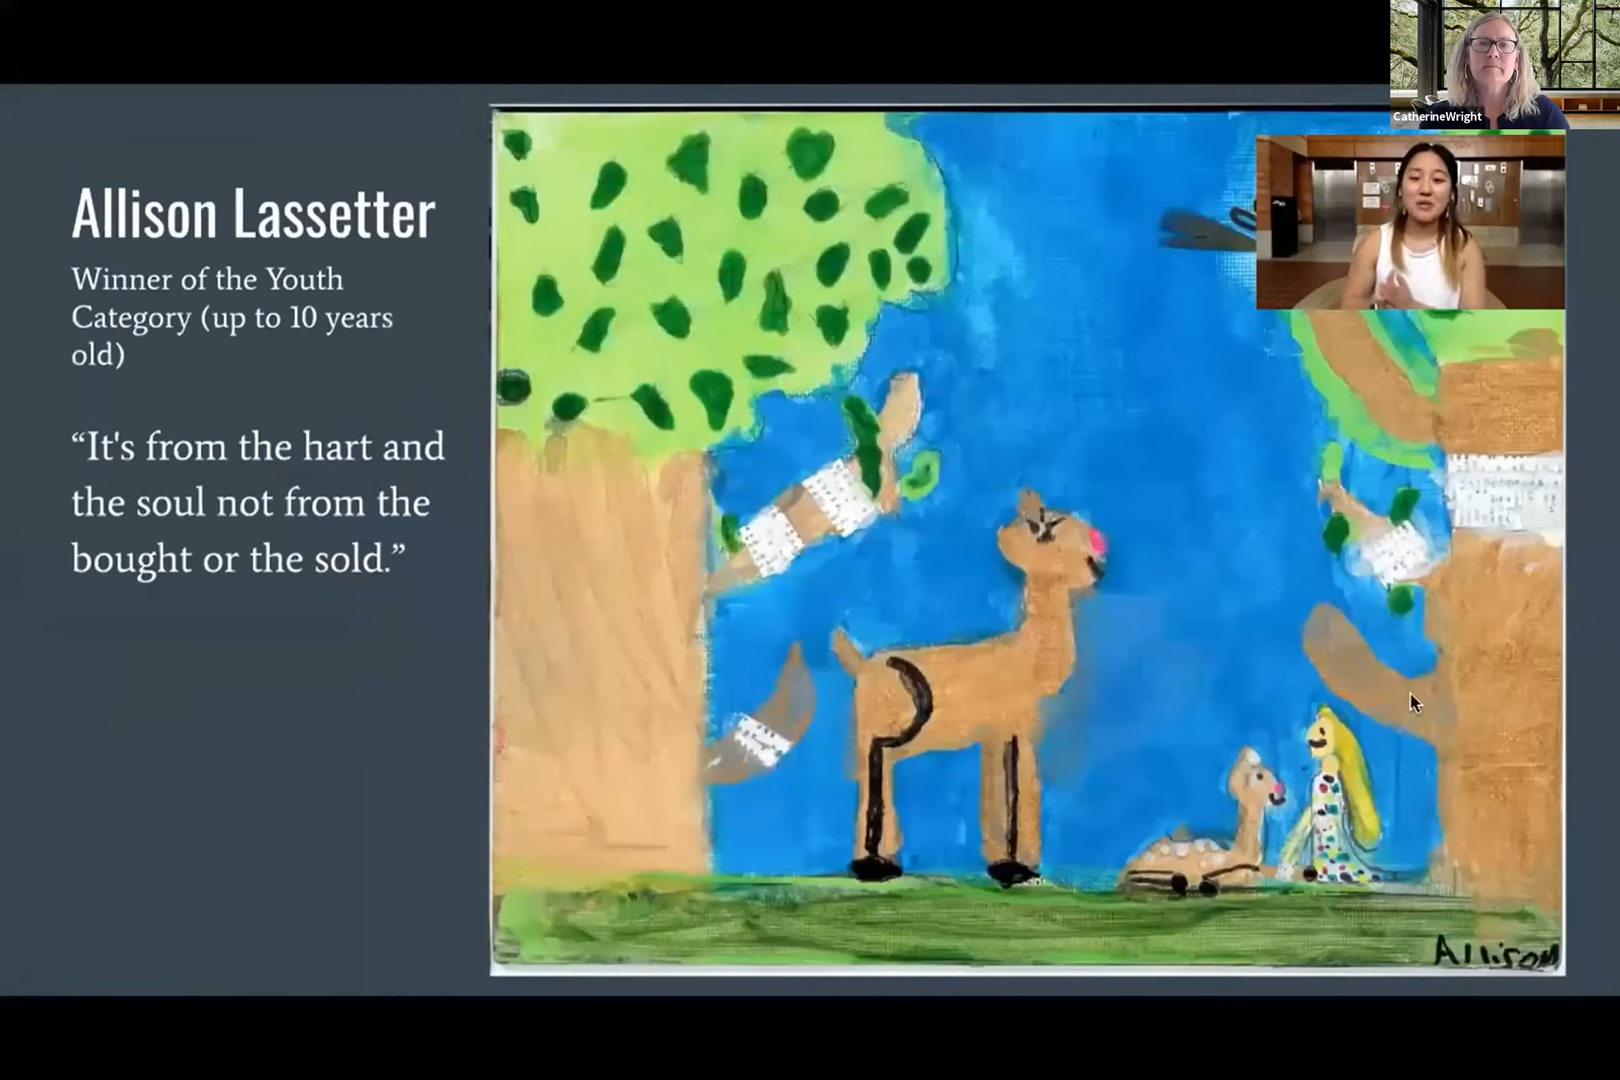 CatherineWright
Allison Lassetter
Winner of the Youth
Category (up to 10 years
old)
“It's from the hart and
the soul not from the
bought or the sold.”
Allison